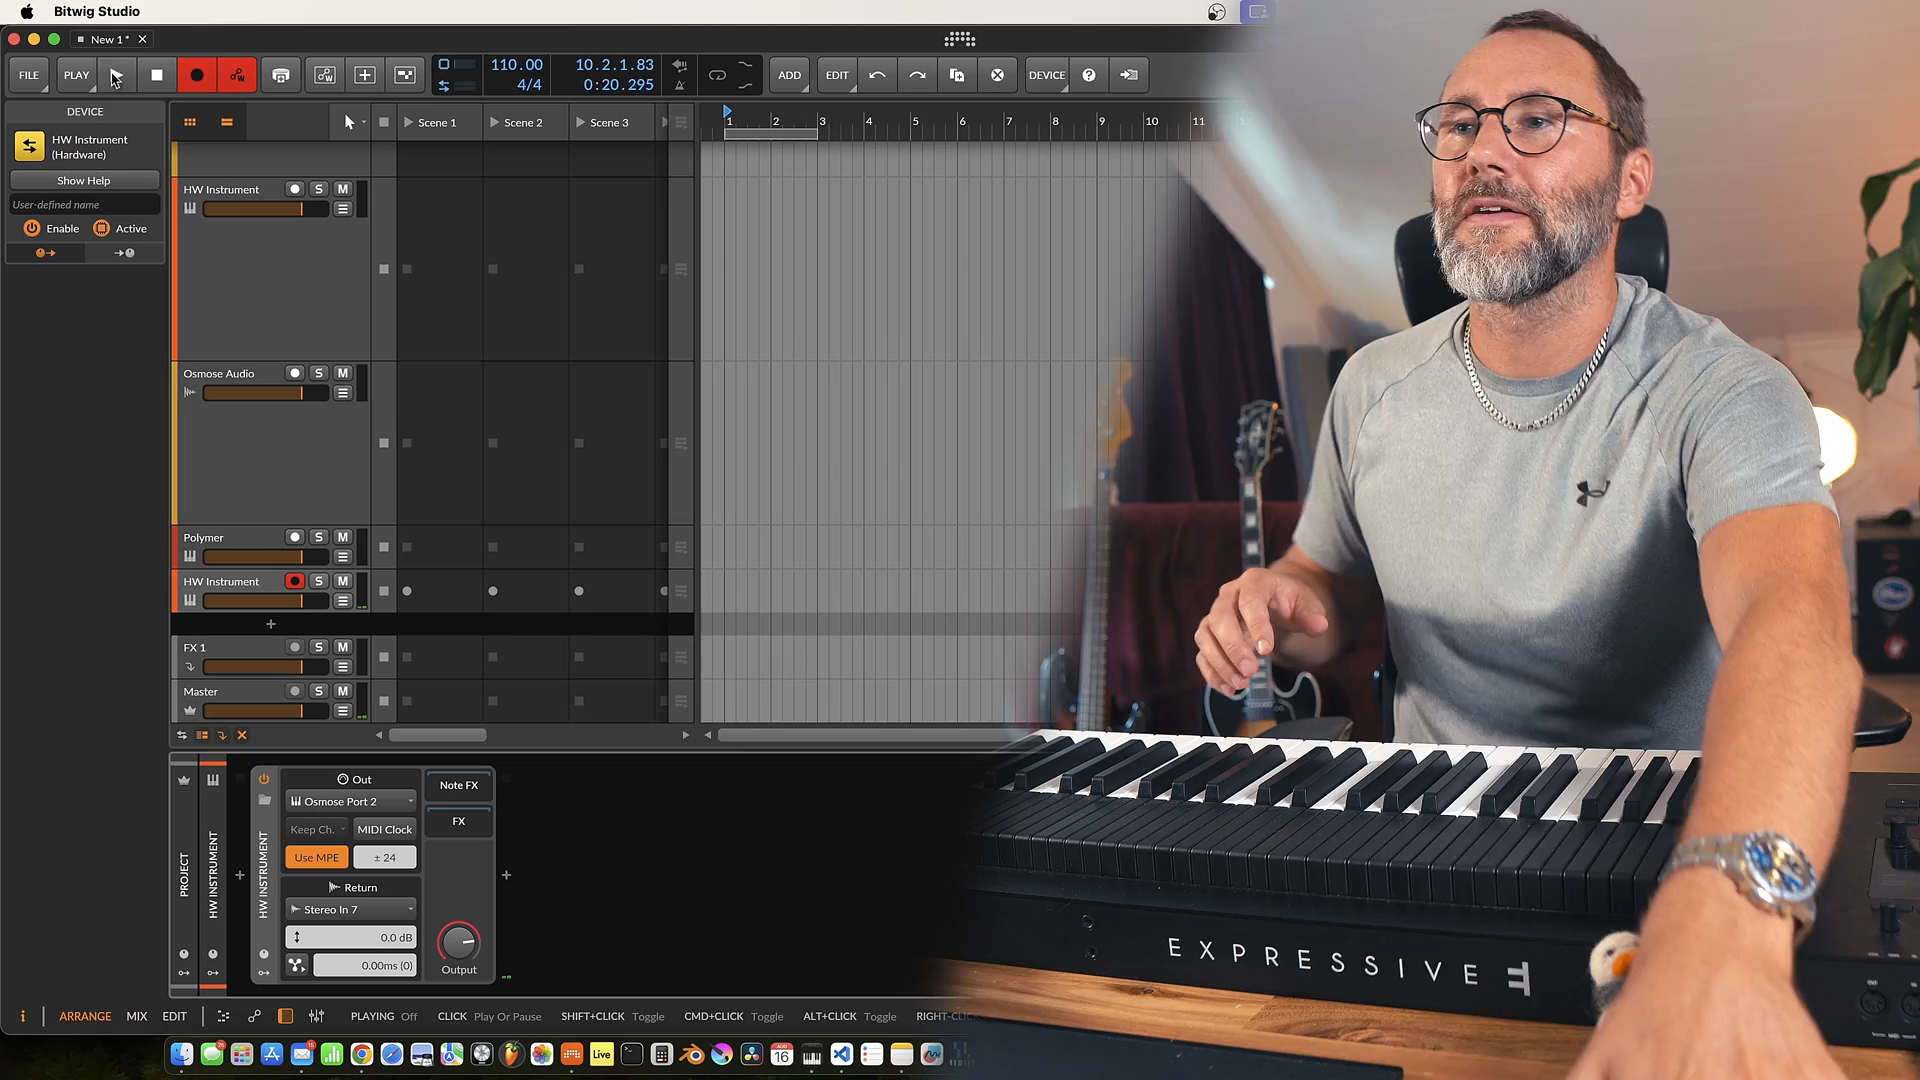 Bitwig Studio
New 1*
FILE
PLAY
110.00
4/4
10.2.1.83
0:20.295
ADD
EDIT
DEVICE
DEVICE
HW Instrument
(Hardware)
Show Help
User-defined name
Enable
Active
Scene 1
Scene 2
Scene 3
1 2 3 4 5 6 7 8 9 10 11
HW Instrument
S M
Osmose Audio
S M
Polymer
S M
HW Instrument
S M
FX 1
S M
Master
S M
PROJECT
HW INSTRUMENT
HW INSTRUMENT
Out
Osmose Port 2
Keep Ch.
MIDI Clock
Use MPE
± 24
Return
Stereo In 7
0.0 dB
0.00ms (0)
Note FX
FX
Output
EXPRESSIVE
i
ARRANGE
MIX
EDIT
PLAYING Off
CLICK Play Or Pause
SHIFT+CLICK Toggle
CMD+CLICK Toggle
ALT+CLICK Toggle
Live
AUG
16